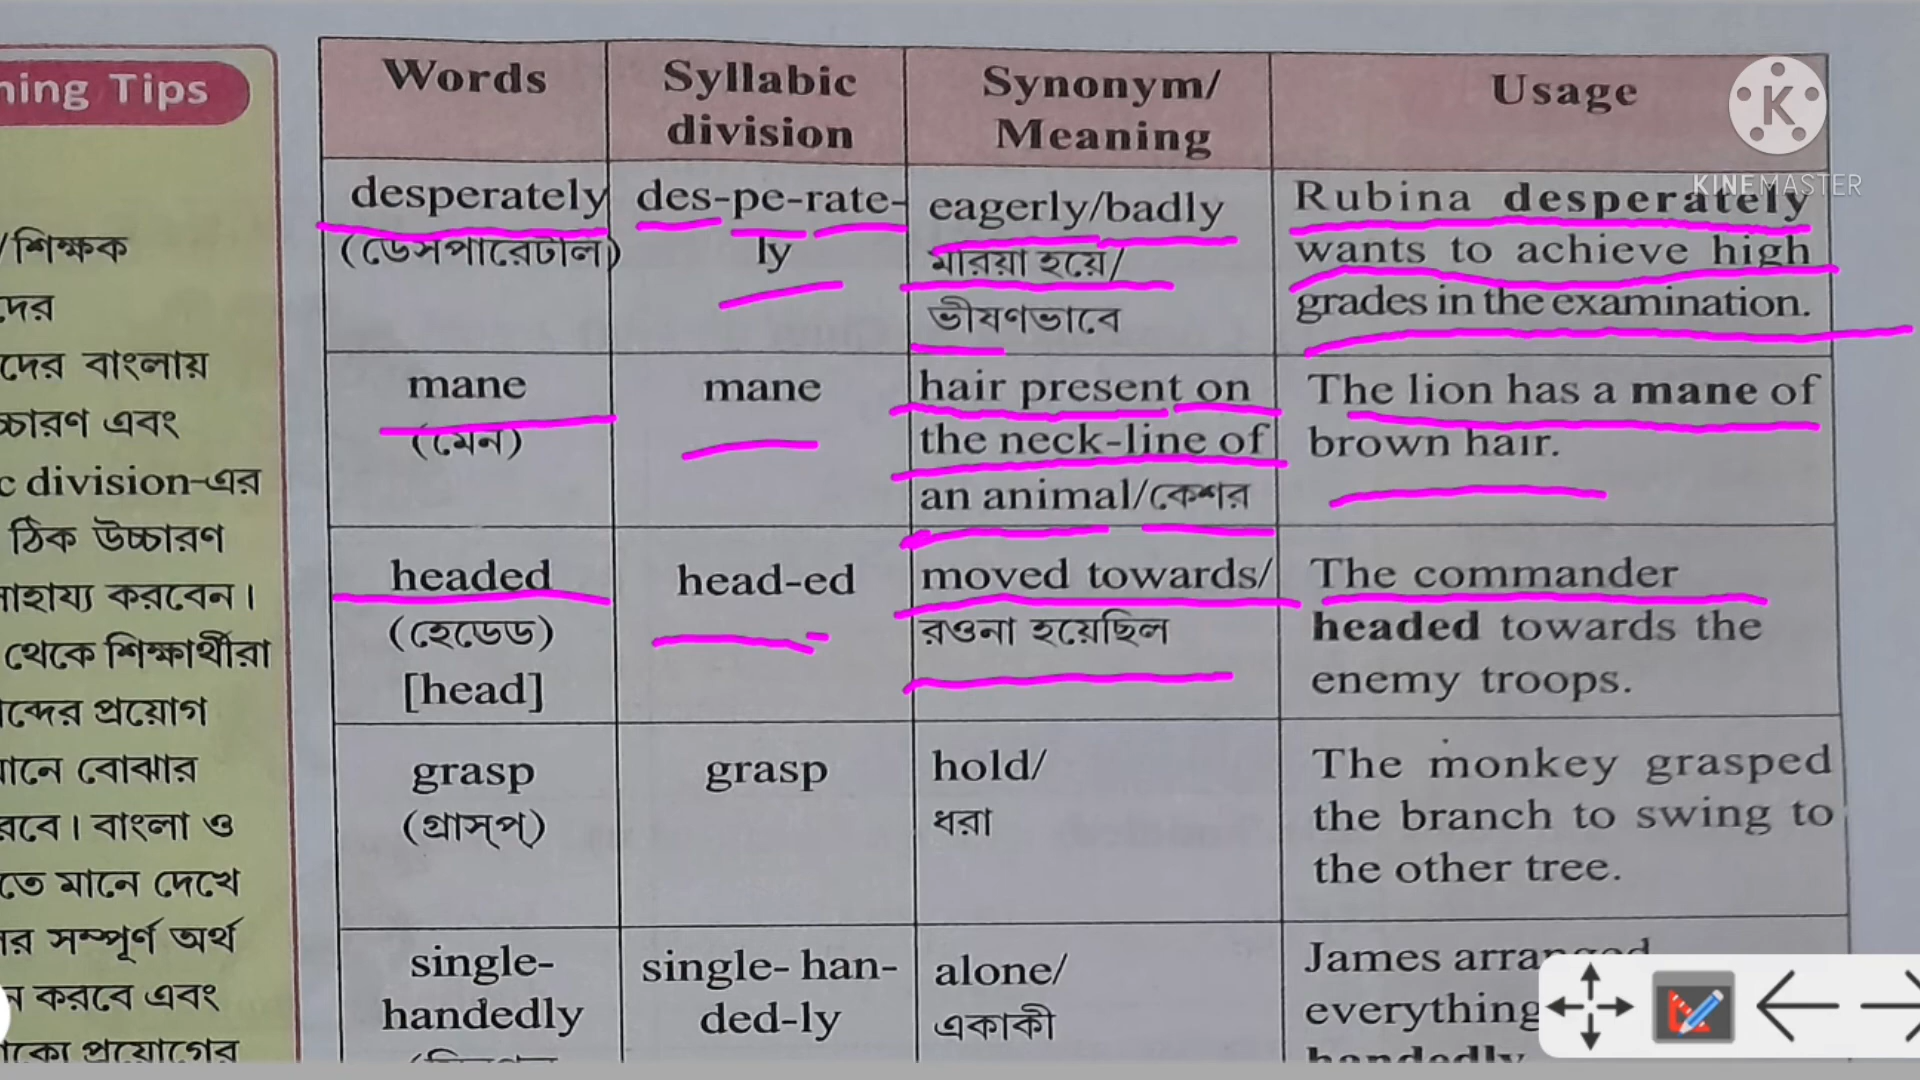 ning Tips
/শিক্ষক
দের
দের বাংলায়
চ্চারণ এবং
c division-এর
ঠিক উচ্চারণ
সাহায্য করবেন।
থেকে শিক্ষার্থীরা
ব্দের প্রয়োগ
মানে বোঝার
রবে। বাংলা ও
তে মানে দেখে
র সম্পূর্ণ অর্থ
ন করবে এবং
াক্যে প্রয়োগের
Words Syllabic division Synonym/ Meaning Usage
desperately des-pe-rate- eagerly/badly Rubina desperately
(ডেসপারেটলি) ly মরিয়া হয়ে/ wants to achieve high
ভীষণভাবে grades in the examination.
mane mane hair present on The lion has a mane of
(মেন) the neck-line of brown hair.
an animal/কেশর
headed head-ed moved towards/ The commander
(হেডেড) রওনা হয়েছিল headed towards the
[head] enemy troops.
grasp grasp hold/ The monkey grasped
(গ্রাস্প্) ধরা the branch to swing to
the other tree.
single- single- han- alone/ James arranged
handedly ded-ly একাকী everything
handedly
KINEMASTER